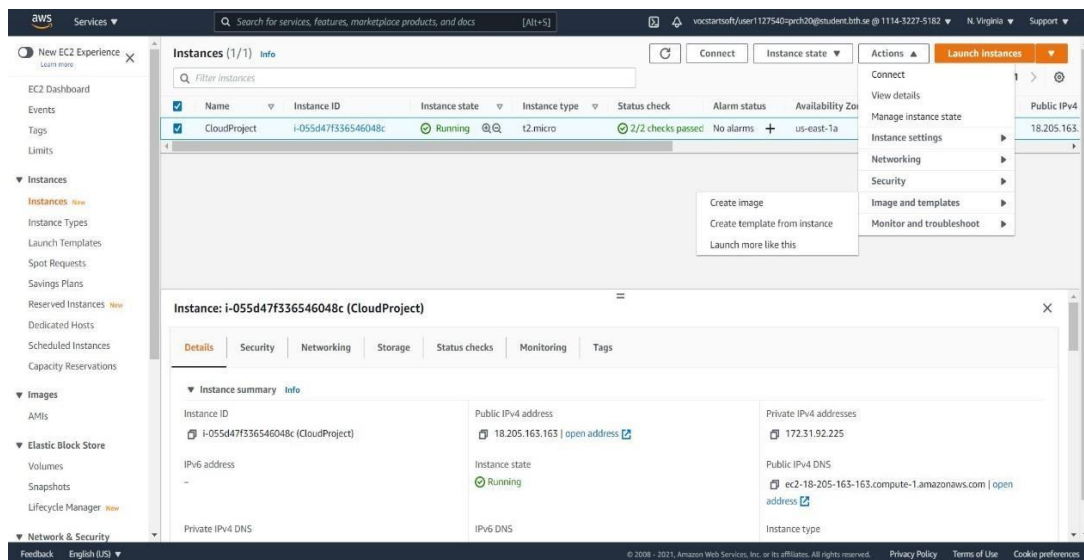 aws Services ▼ Search for services, features, marketplace products, and docs [Alt+S] vocstartsoft/user1127540=prch20@student.bth.se @ 1114-3227-5182 ▼ N. Virginia ▼ Support ▼
New EC2 Experience
Learn more
EC2 Dashboard
Events
Tags
Limits
▼ Instances
Instances New
Instance Types
Launch Templates
Spot Requests
Savings Plans
Reserved Instances New
Dedicated Hosts
Scheduled Instances
Capacity Reservations
▼ Images
AMIs
▼ Elastic Block Store
Volumes
Snapshots
Lifecycle Manager New
▼ Network & Security
Instances (1/1) Info
Connect Instance state ▼ Actions ▲ Launch instances ▼
Filter instances
1
Name Instance ID Instance state Instance type Status check Alarm status Availability Zo Public IPv4
CloudProject i-055d47f336546048c Running t2.micro 2/2 checks passed No alarms + us-east-1a 18.205.163.
Connect
View details
Manage instance state
Instance settings
Networking
Security
Image and templates
Monitor and troubleshoot
Create image
Create template from instance
Launch more like this
Instance: i-055d47f336546048c (CloudProject)
Details Security Networking Storage Status checks Monitoring Tags
▼ Instance summary Info
Instance ID Public IPv4 address Private IPv4 addresses
i-055d47f336546048c (CloudProject) 18.205.163.163 | open address 172.31.92.225
IPv6 address Instance state Public IPv4 DNS
– Running ec2-18-205-163-163.compute-1.amazonaws.com | open
address
Private IPv4 DNS IPv6 DNS Instance type
Feedback English (US) ▼ © 2008 - 2021, Amazon Web Services, Inc. or its affiliates. All rights reserved. Privacy Policy Terms of Use Cookie preferences